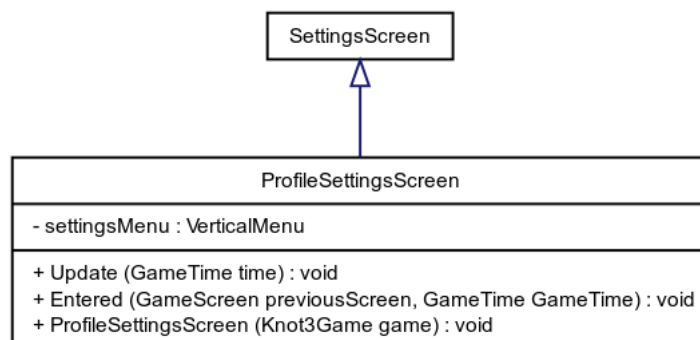 SettingsScreen
ProfileSettingsScreen
- settingsMenu : VerticalMenu
+ Update (GameTime time) : void
+ Entered (GameScreen previousScreen, GameTime GameTime) : void
+ ProfileSettingsScreen (Knot3Game game) : void